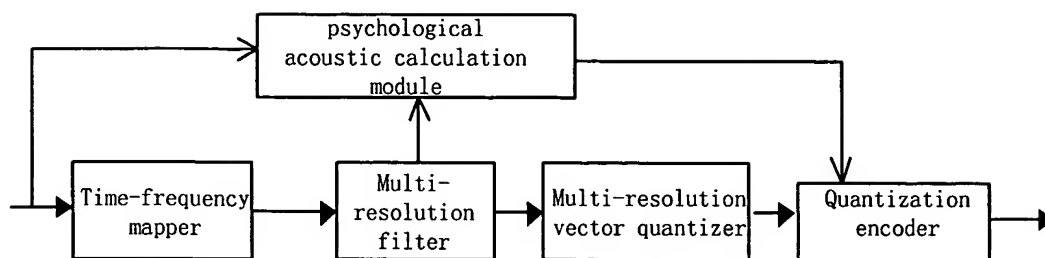 psychological
acoustic calculation
module
Time-frequency
mapper
Multi-
resolution
filter
Multi-resolution
vector quantizer
Quantization
encoder